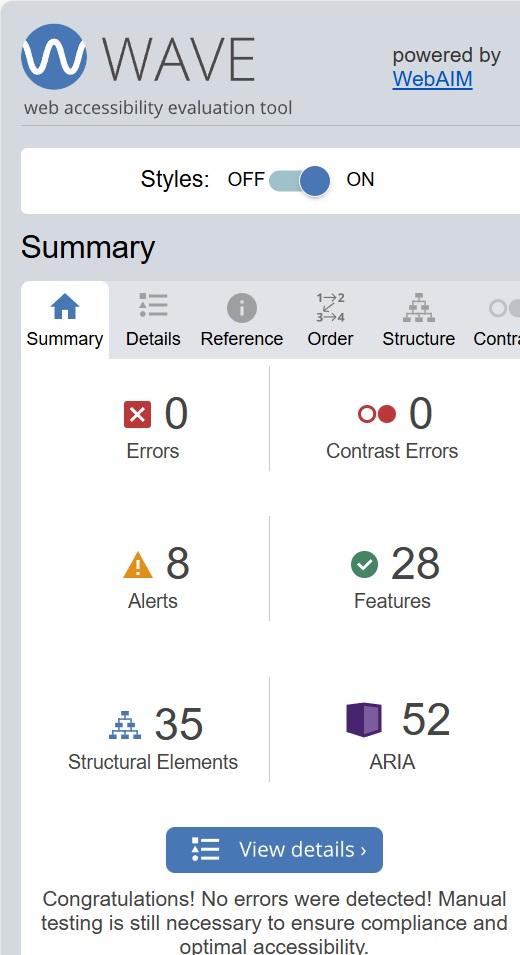 WAVE
powered by
WebAIM
web accessibility evaluation tool
Styles: OFF ON
Summary
1 2
3 4
Summary Details Reference Order Structure Contra
0 0
Errors Contrast Errors
8 28
Alerts Features
35 52
Structural Elements ARIA
View details ›
Congratulations! No errors were detected! Manual
testing is still necessary to ensure compliance and
optimal accessibility.